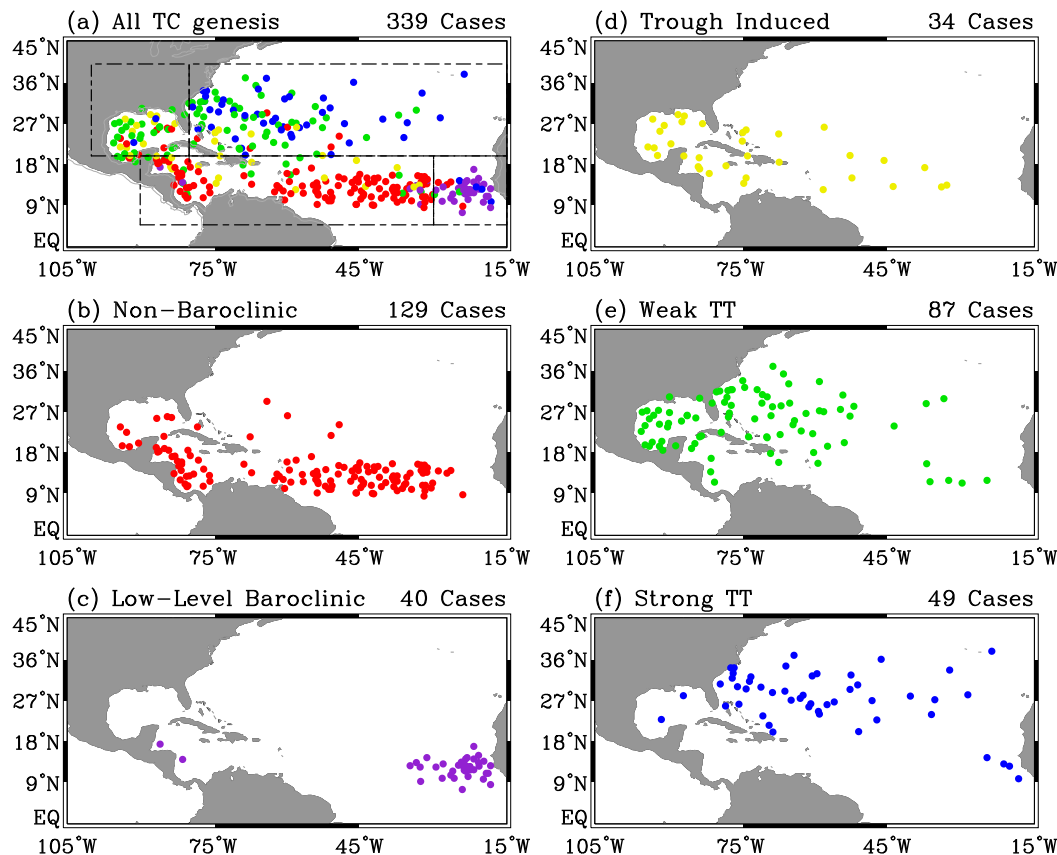 (a) All TC genesis 339 Cases
45°N
36°N
27°N
18°N
9°N
EQ
105°W 75°W 45°W 15°W
(b) Non-Baroclinic 129 Cases
45°N
36°N
27°N
18°N
9°N
EQ
105°W 75°W 45°W 15°W
(c) Low-Level Baroclinic 40 Cases
45°N
36°N
27°N
18°N
9°N
EQ
105°W 75°W 45°W 15°W
(d) Trough Induced 34 Cases
45°N
36°N
27°N
18°N
9°N
EQ
105°W 75°W 45°W 15°W
(e) Weak TT 87 Cases
45°N
36°N
27°N
18°N
9°N
EQ
105°W 75°W 45°W 15°W
(f) Strong TT 49 Cases
45°N
36°N
27°N
18°N
9°N
EQ
105°W 75°W 45°W 15°W